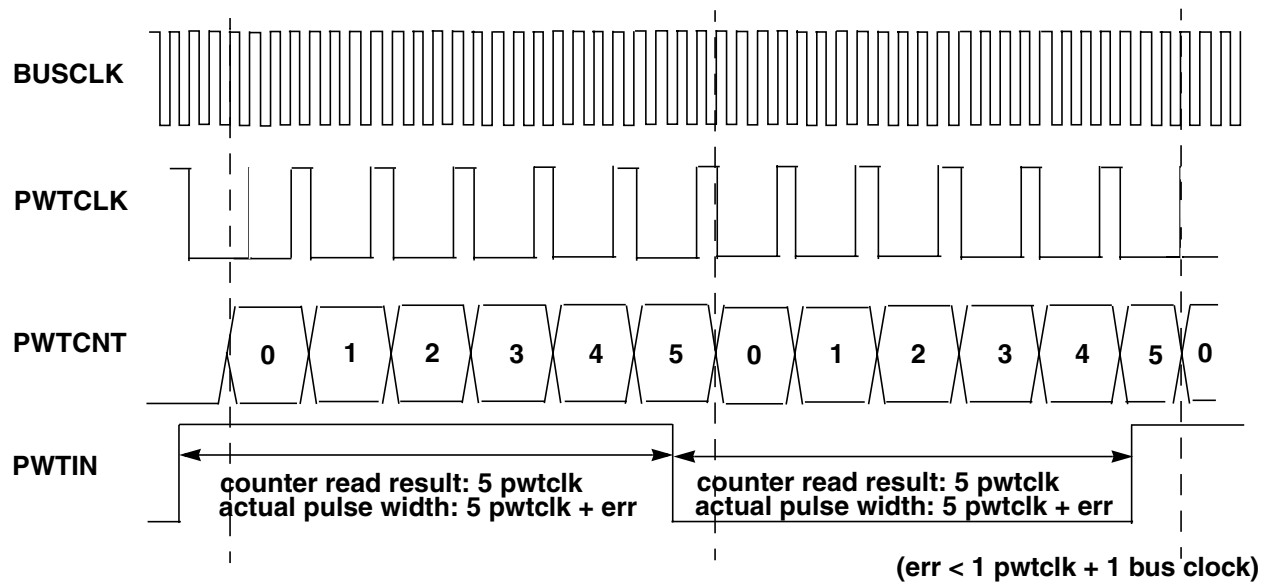 BUSCLK
PWTCLK
PWTCNT
0 1 2 3 4 5 0 1 2 3 4 5 0
PWTIN
counter read result: 5 pwtclk
actual pulse width: 5 pwtclk + err
counter read result: 5 pwtclk
actual pulse width: 5 pwtclk + err
(err < 1 pwtclk + 1 bus clock)